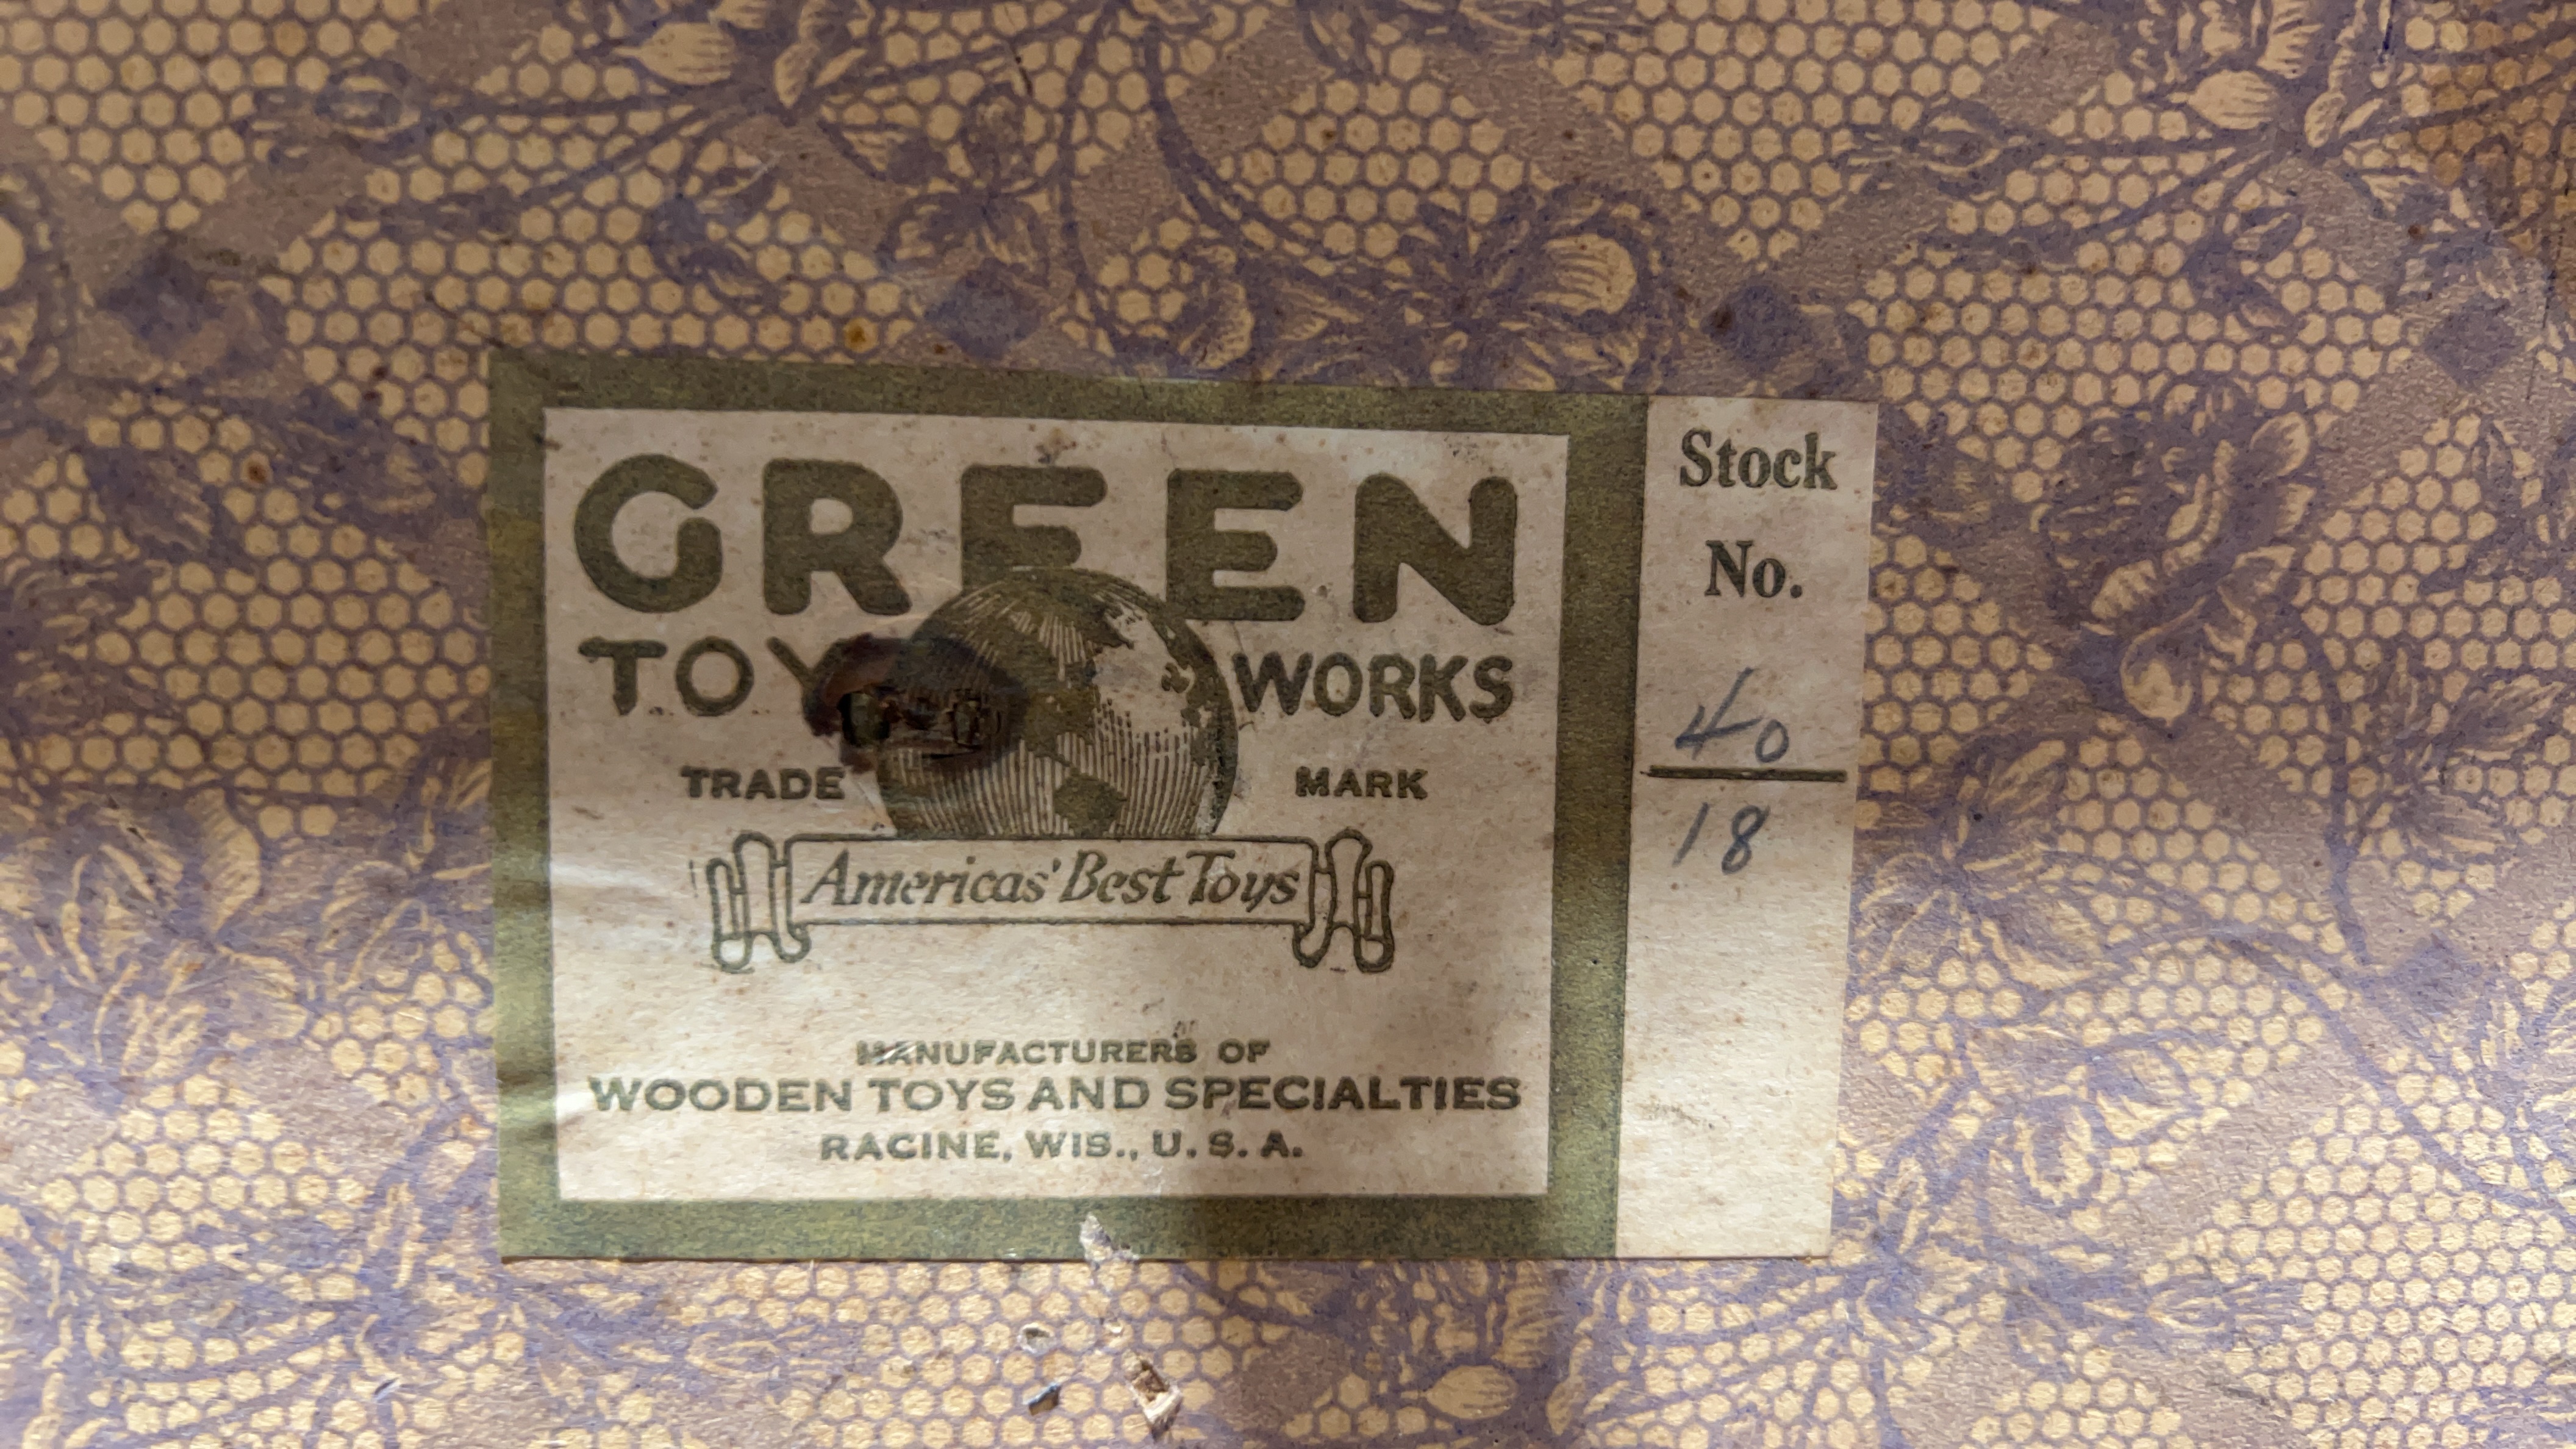 GREEN
TOY WORKS
TRADE MARK
Americas' Best Toys
MANUFACTURERS OF
WOODEN TOYS AND SPECIALTIES
RACINE, WIS., U. S. A.
Stock
No.
40
18